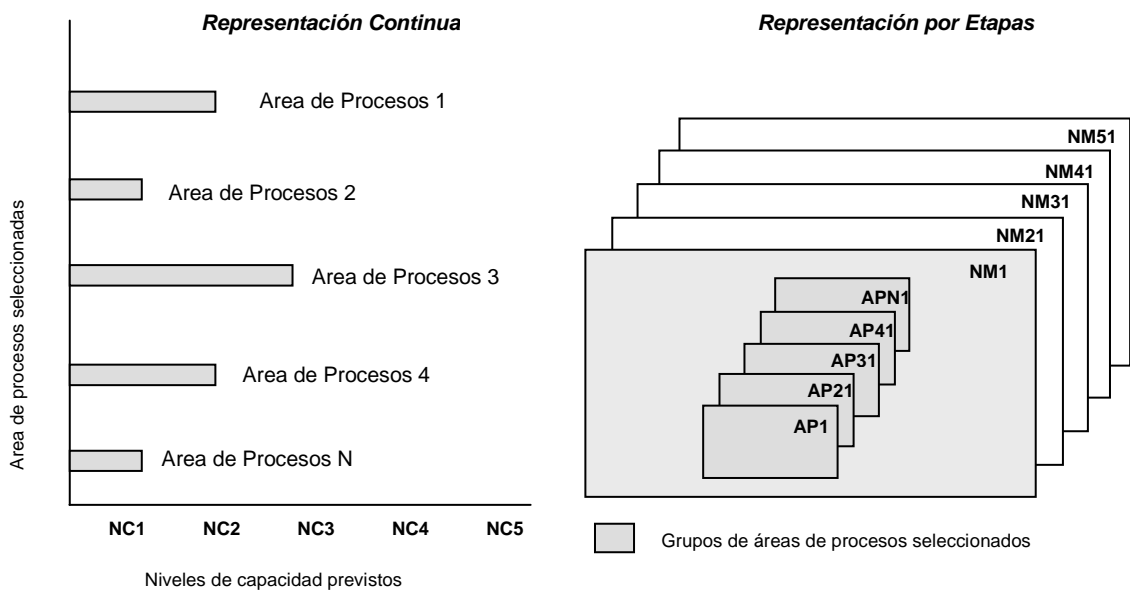 Representación Continua
Area de procesos seleccionadas
Area de Procesos 1
Area de Procesos 2
Area de Procesos 3
Area de Procesos 4
Area de Procesos N
NC1 NC2 NC3 NC4 NC5
Niveles de capacidad previstos
Representación por Etapas
NM51
NM41
NM31
NM21
NM1
APN1
AP41
AP31
AP21
AP1
Grupos de áreas de procesos seleccionados